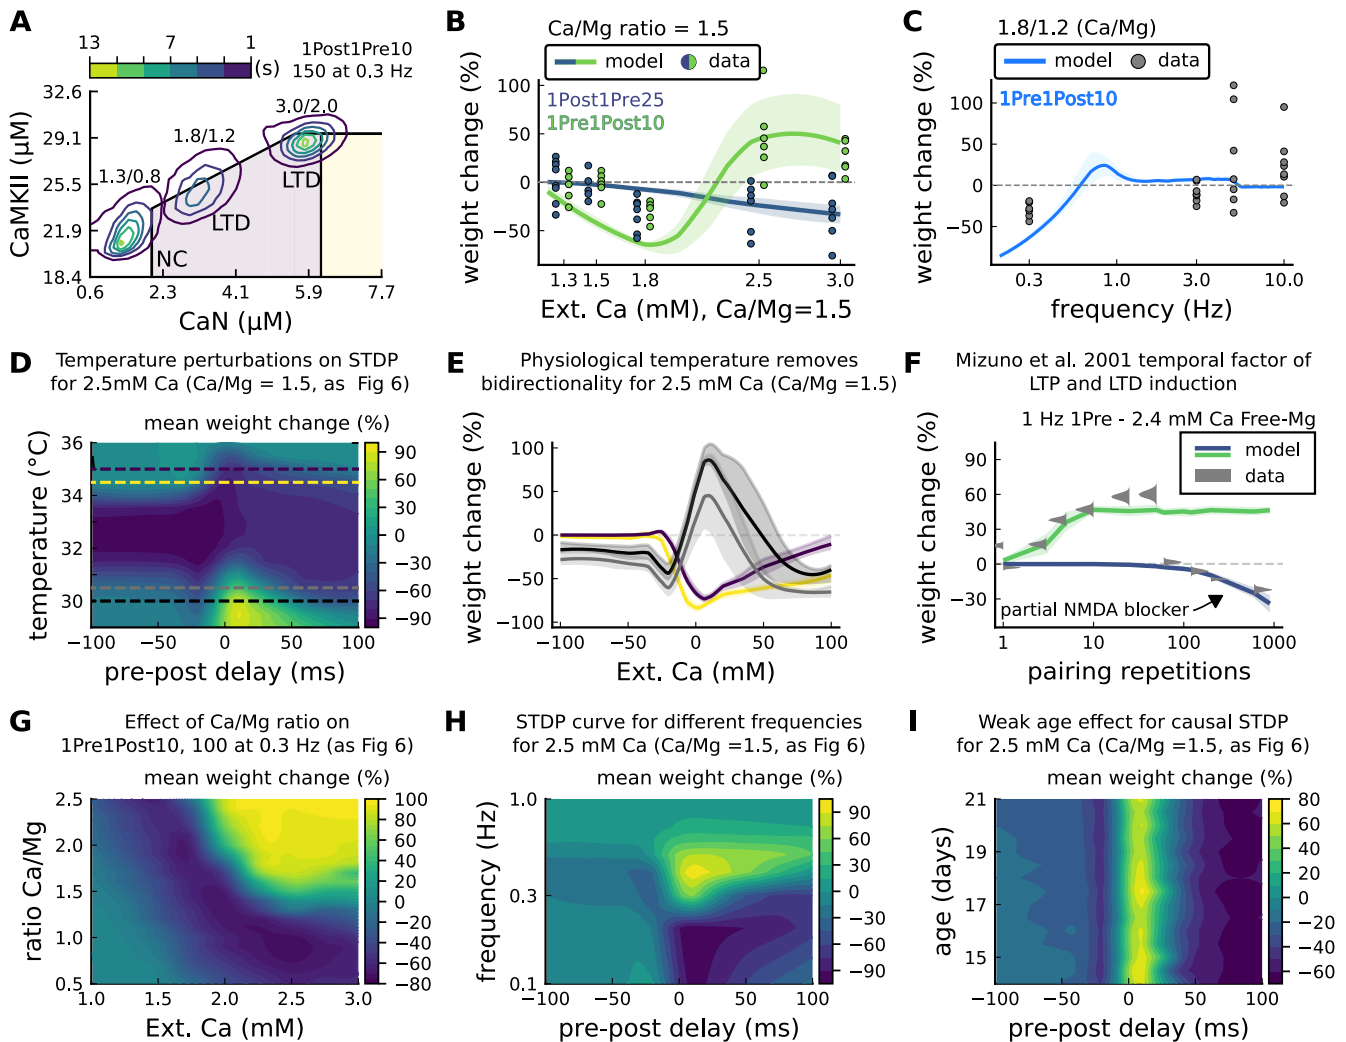 A
13 7 1
(s)
1Post1Pre10
150 at 0.3 Hz
CaMKII (µM)
32.6
29.1
25.5
21.9
18.4
3.0/2.0
1.8/1.2
1.3/0.8
LTD
LTD
NC
0.6 2.3 4.1 5.9 7.7
CaN (µM)
B
Ca/Mg ratio = 1.5
model data
1Post1Pre25
1Pre1Post10
weight change (%)
100
50
0
−50
1.3 1.5 1.8 2.5 3.0
Ext. Ca (mM), Ca/Mg=1.5
C
1.8/1.2 (Ca/Mg)
model data
1Pre1Post10
weight change (%)
100
50
0
−50
0.3 1.0 3.0 10.0
frequency (Hz)
D
Temperature perturbations on STDP
for 2.5mM Ca (Ca/Mg = 1.5, as Fig 6)
mean weight change (%)
temperature (°C)
36
34
32
30
−100 −50 0 50 100
pre-post delay (ms)
90
60
30
0
−30
−60
−90
E
Physiological temperature removes
bidirectionality for 2.5 mM Ca (Ca/Mg =1.5)
weight change (%)
100
50
0
−50
−100
−100 −50 0 50 100
Ext. Ca (mM)
F
Mizuno et al. 2001 temporal factor of
LTP and LTD induction
1 Hz 1Pre - 2.4 mM Ca Free-Mg
model
data
weight change (%)
90
60
30
0
−30
partial NMDA blocker
1 10 100 1000
pairing repetitions
G
Effect of Ca/Mg ratio on
1Pre1Post10, 100 at 0.3 Hz (as Fig 6)
mean weight change (%)
ratio Ca/Mg
2.5
2.0
1.5
1.0
0.5
1.0 2.0 2.5 3.0
Ext. Ca (mM)
100
80
60
40
20
0
−20
−40
−60
−80
H
STDP curve for different frequencies
for 2.5 mM Ca (Ca/Mg =1.5, as Fig 6)
mean weight change (%)
frequency (Hz)
1.0
0.3
0.1
−100 −50 0 50 100
pre-post delay (ms)
90
60
30
0
−30
−60
−90
I
Weak age effect for causal STDP
for 2.5 mM Ca (Ca/Mg =1.5, as Fig 6)
mean weight change (%)
age (days)
21
19
17
15
−100 −50 0 50 100
pre-post delay (ms)
80
60
40
20
0
−20
−40
−60